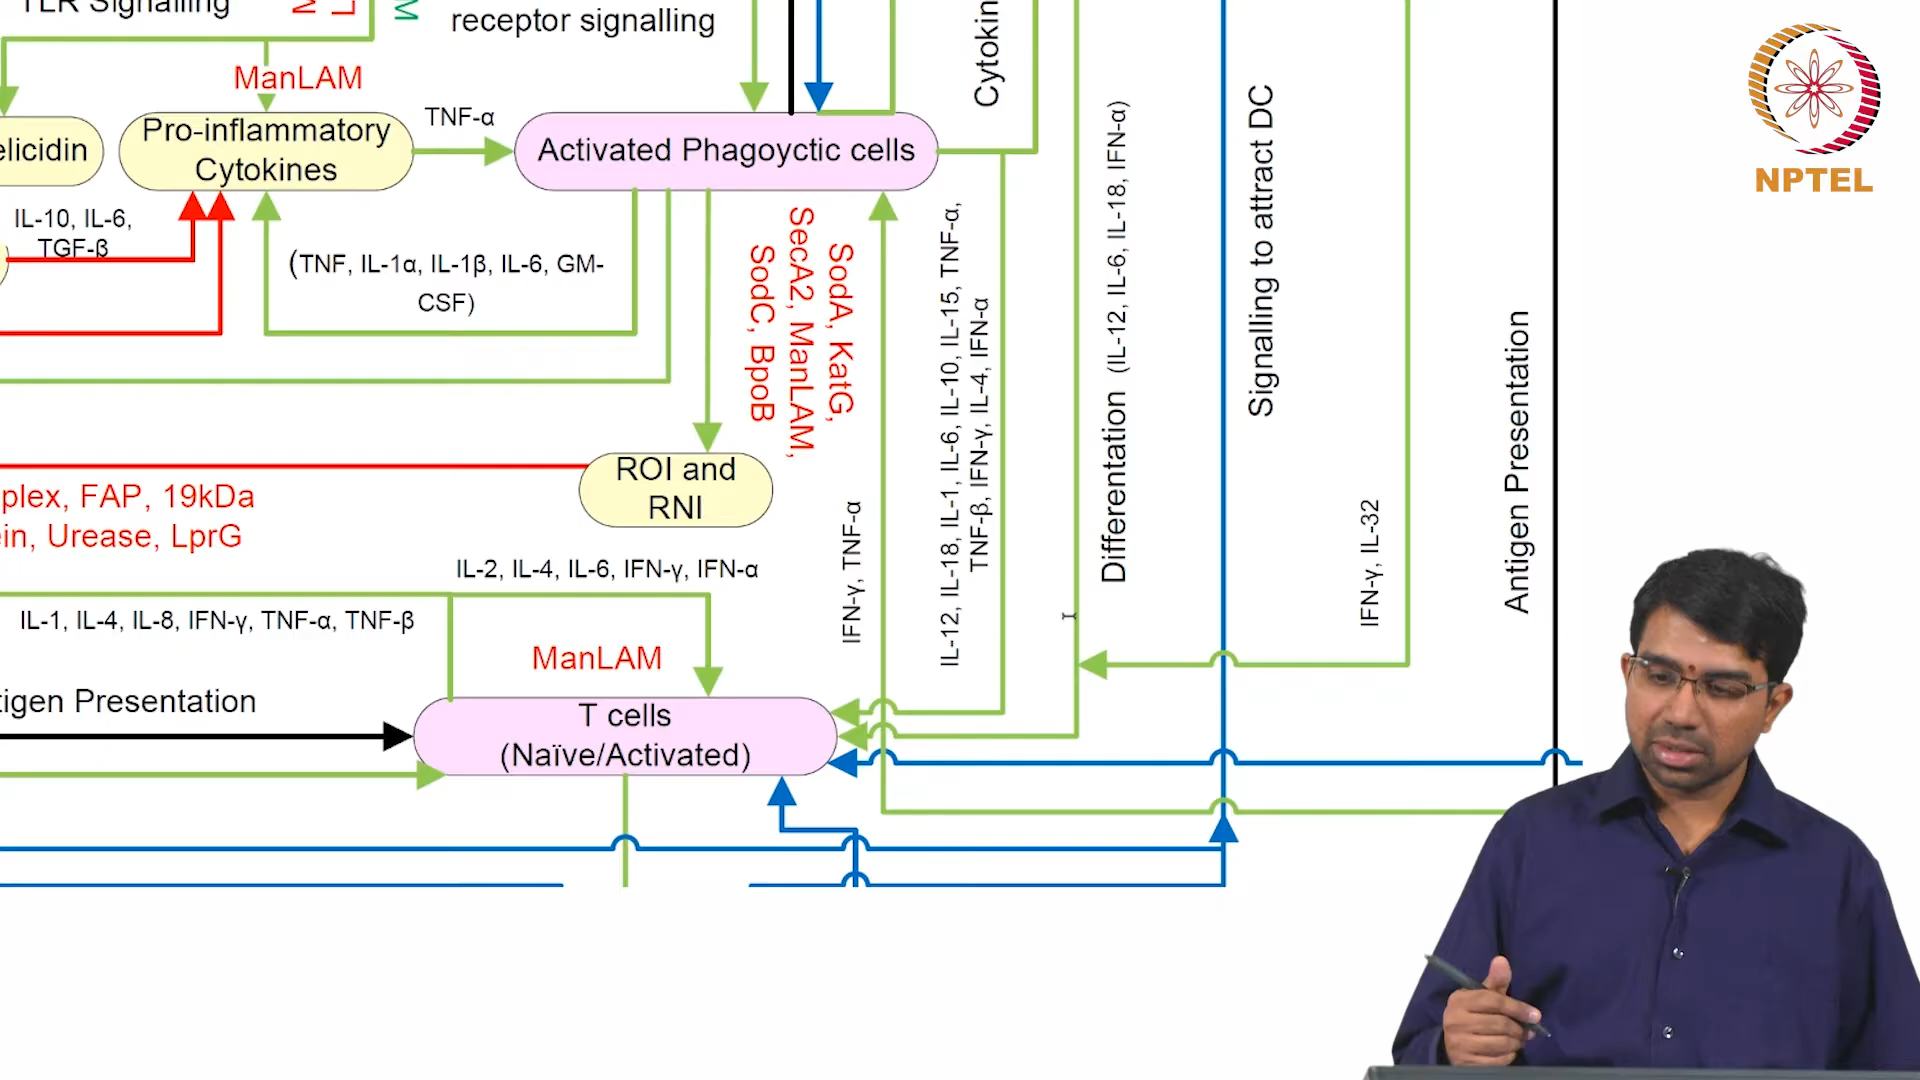 TLR Signalling
receptor signalling
M
L
M
Cytokin
ManLAM
elicidin
Pro-inflammatory
Cytokines
TNF-α
Activated Phagoyctic cells
NPTEL
IL-10, IL-6,
TGF-β
(TNF, IL-1α, IL-1β, IL-6, GM-
CSF)
SodA, KatG,
SecA2, ManLAM,
SodC, BpoB
IFN-γ, TNF-α
IL-12, IL-18, IL-1, IL-6, IL-10, IL-15, TNF-α,
TNF-β, IFN-γ, IL-4, IFN-α
Differentation (IL-12, IL-6, IL-18, IFN-α)
Signalling to attract DC
IFN-γ, IL-32
Antigen Presentation
ROI and
RNI
plex, FAP, 19kDa
ein, Urease, LprG
IL-2, IL-4, IL-6, IFN-γ, IFN-α
IL-1, IL-4, IL-8, IFN-γ, TNF-α, TNF-β
ManLAM
tigen Presentation
T cells
(Naïve/Activated)